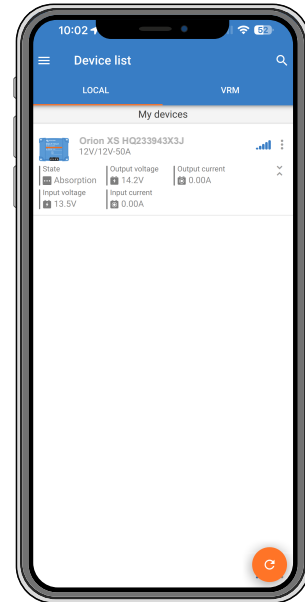 10:02 52
Device list
LOCAL VRM
My devices
Orion XS HQ233943X3J
12V/12V-50A
State Output voltage Output current
Absorption 14.2V 0.00A
Input voltage Input current
13.5V 0.00A